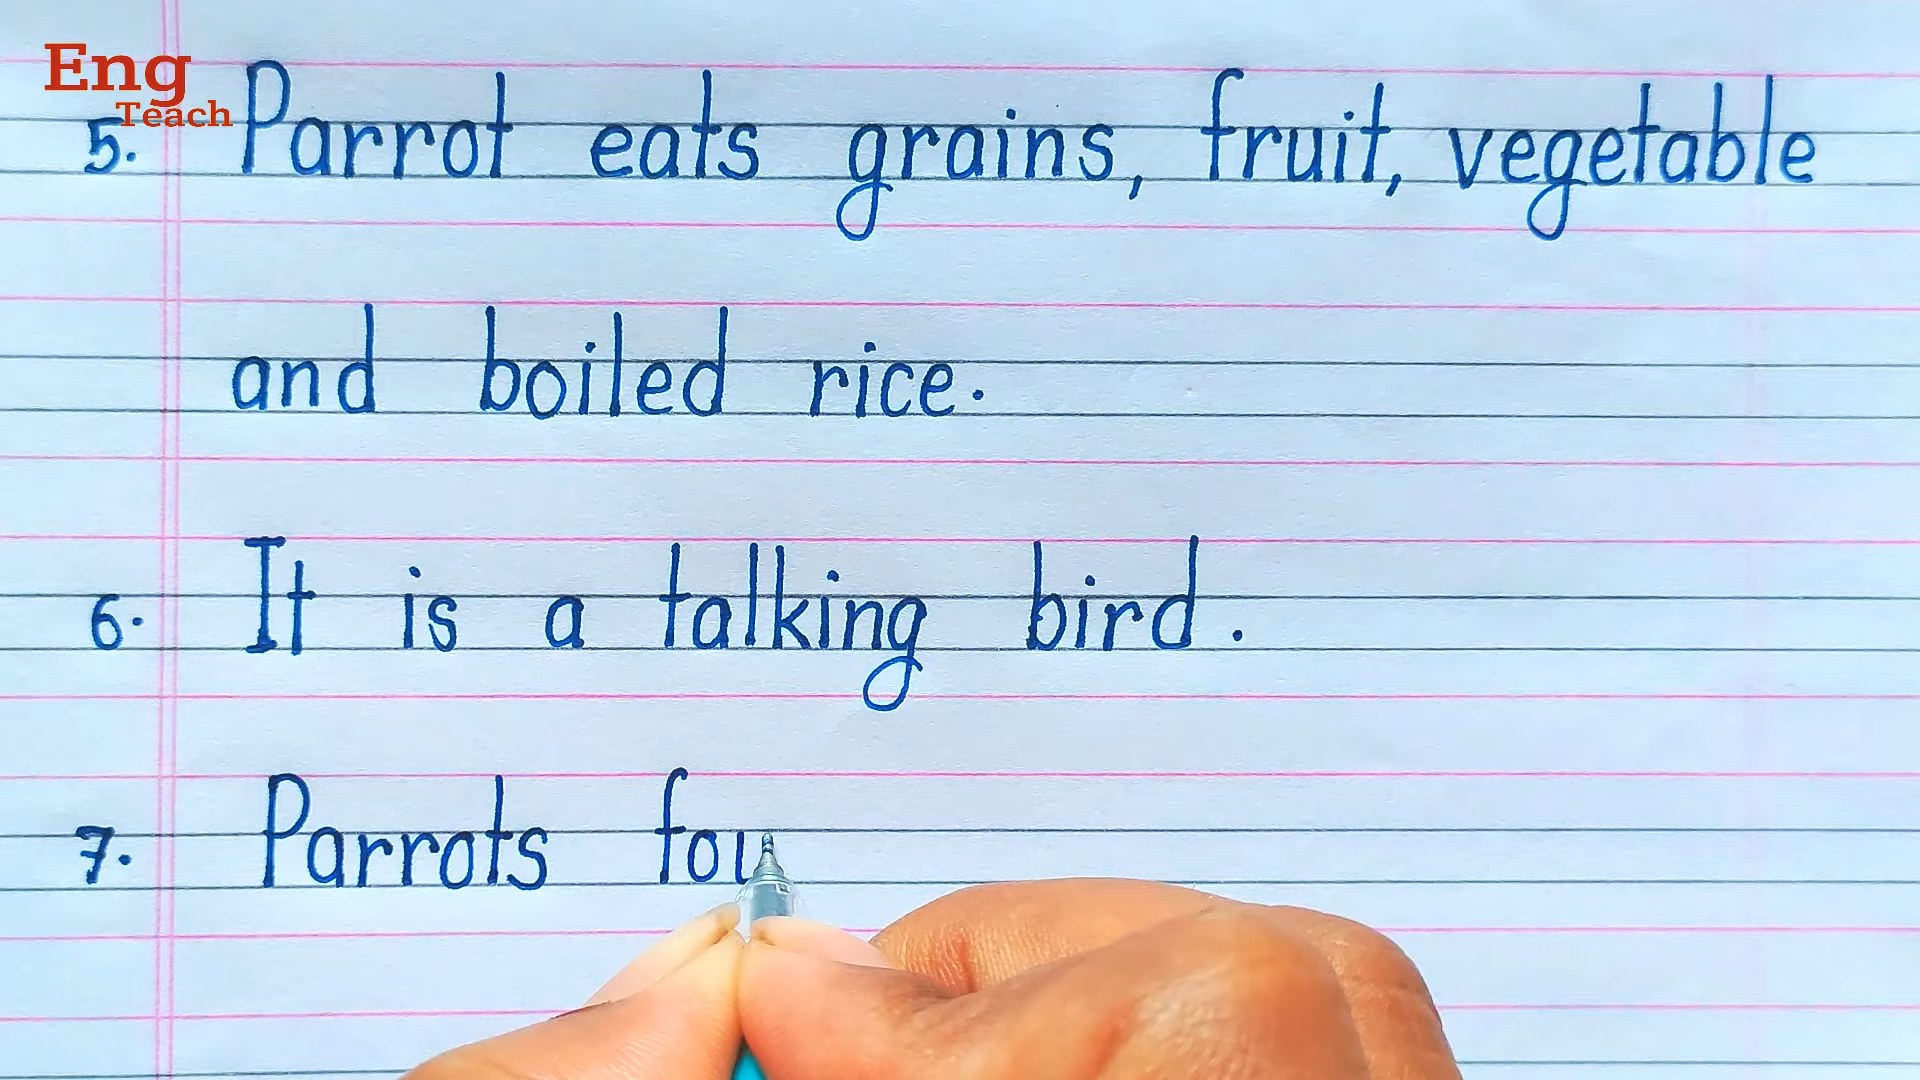 Eng
Teach
5. Parrot eats grains, fruit, vegetable
and boiled rice.
6. It is a talking bird.
7. Parrots fou